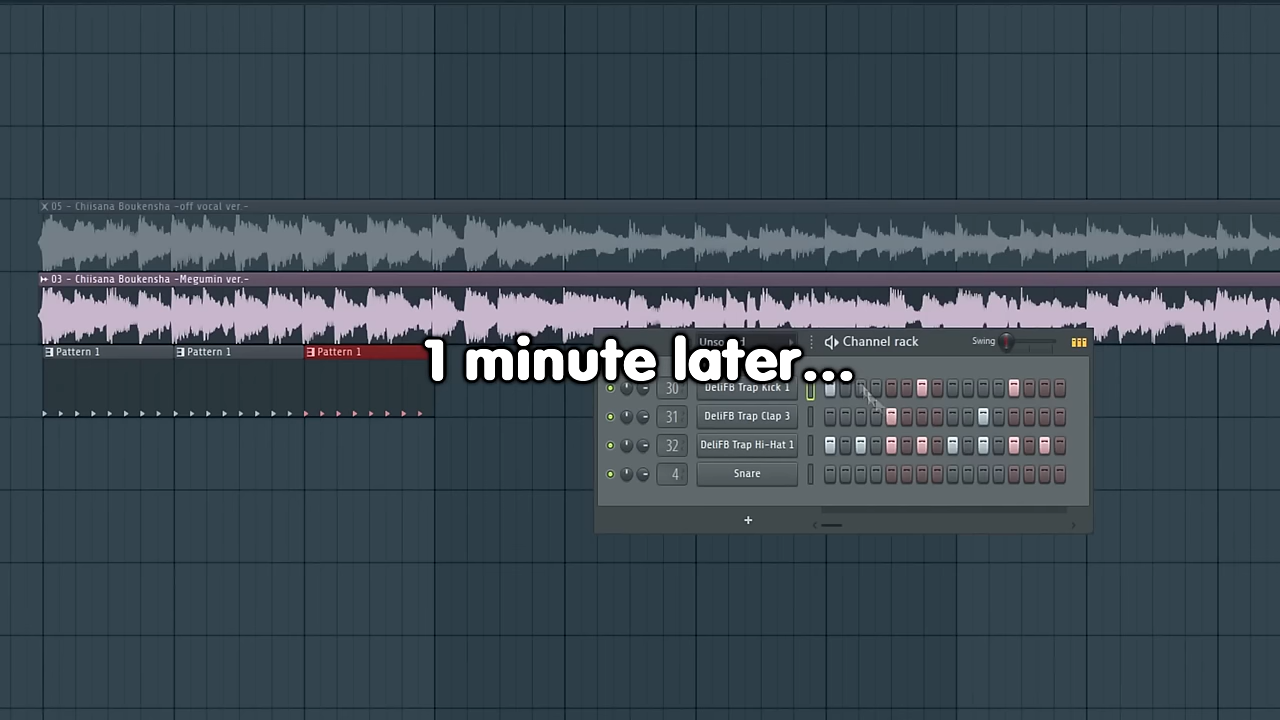 05 - Chiisana Boukensha -off vocal ver.-
03 - Chiisana Boukensha -Megumin ver.-
Pattern 1
Pattern 1
Pattern 1
Channel rack
Swing
1 minute later...
30
DeliFB Trap Kick 1
31
DeliFB Trap Clap 3
32
DeliFB Trap Hi-Hat 1
4
Snare
+